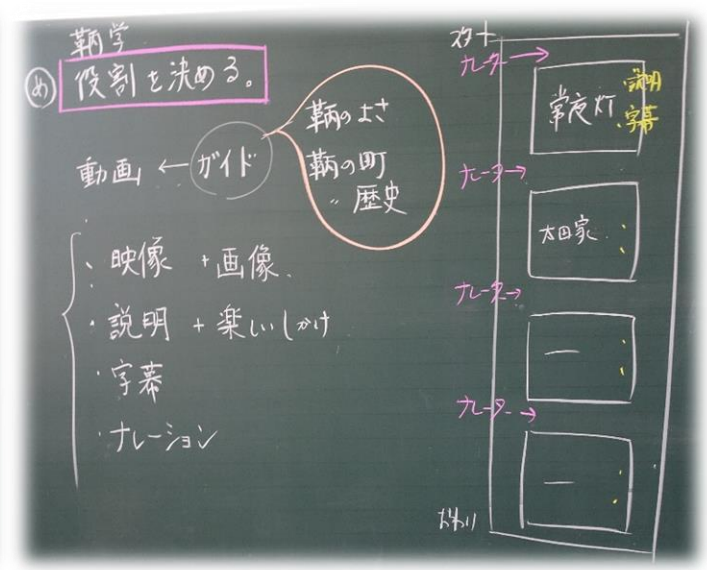 鞆学
め 役割を決める。
動画 ← ガイド
鞆のよさ
鞆の町
〃 歴史
・映像 + 画像
・説明 + 楽しいしかけ
・字幕
・ナレーション
スタート
ナレーター →
常夜灯 ・説明
・字幕
ナレーター →
太田家
ナレーター →
ー
ナレーター →
ー
おわり